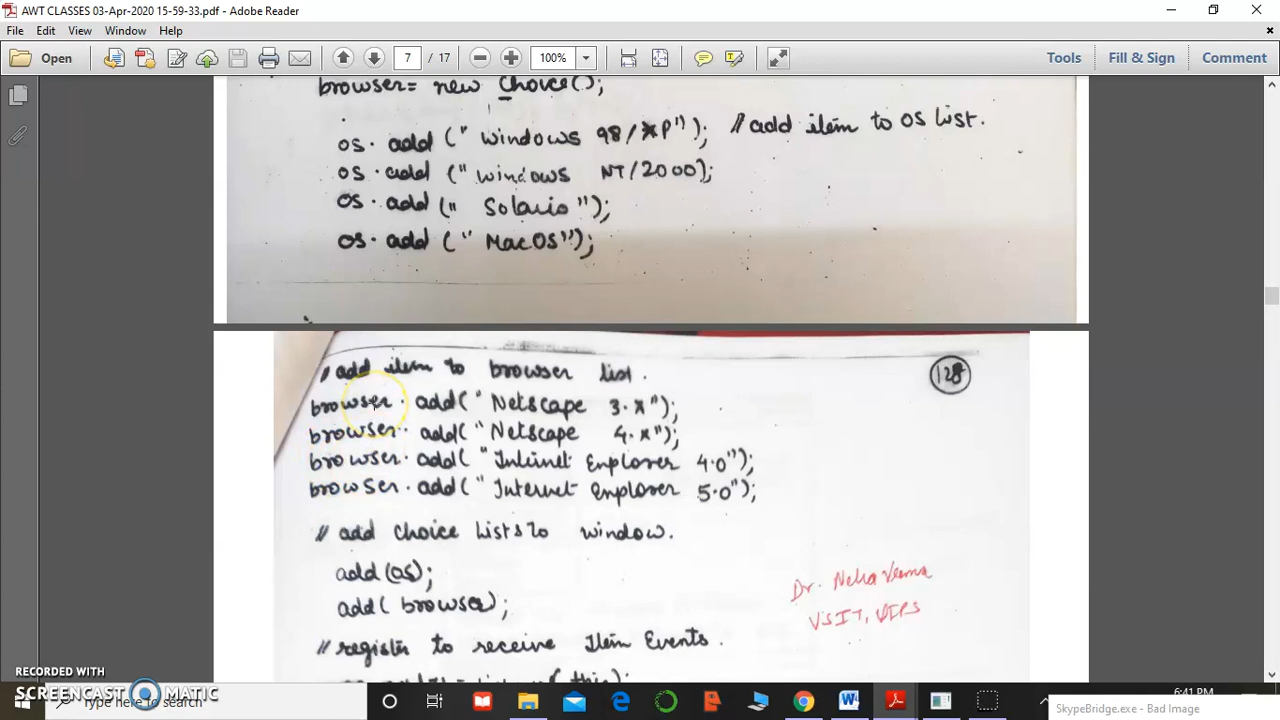 AWT CLASSES 03-Apr-2020 15-59-33.pdf - Adobe Reader
File Edit View Window Help
Open 7 / 17 100% Tools Fill & Sign Comment
browser= new Choice();
os. add (" Windows 98/XP"); // add item to OS list.
os. add (" Windows NT/2000);
os. add (" Solario");
os. add (" MacOS");
// add item to browser list.
128
browser. add(" Netscape 3.x");
browser. add(" Netscape 4.x");
browser. add(" Internet Explorer 4.0");
browser. add(" Internet Explorer 5.0");
// add choice lists to window.
add(os);
add( browser);
Dr. Neha Verma
VSIT, VIPS
// register to receive Item Events.
(this);
RECORDED WITH
SCREENCAST MATIC
Type here to search
6:41 PM
SkypeBridge.exe - Bad Image